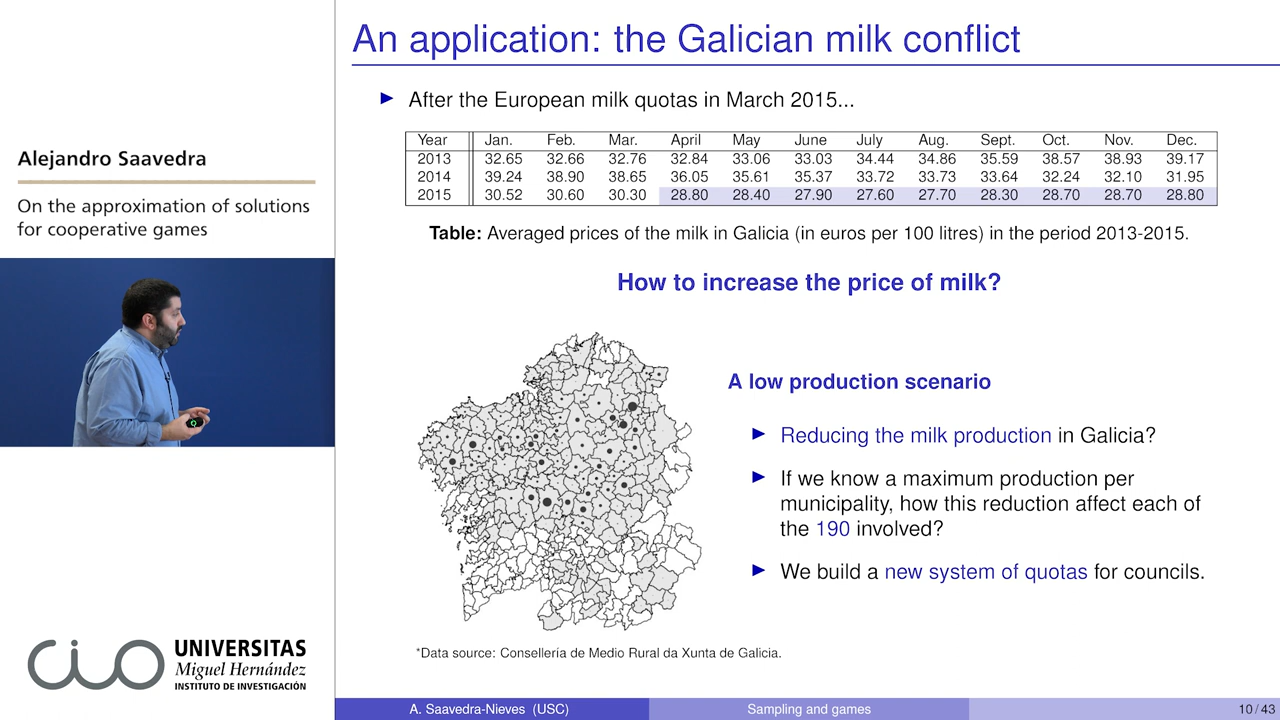 An application: the Galician milk conflict
After the European milk quotas in March 2015...
Year Jan. Feb. Mar. April May June July Aug. Sept. Oct. Nov. Dec.
2013 32.65 32.66 32.76 32.84 33.06 33.03 34.44 34.86 35.59 38.57 38.93 39.17
2014 39.24 38.90 38.65 36.05 35.61 35.37 33.72 33.73 33.64 32.24 32.10 31.95
2015 30.52 30.60 30.30 28.80 28.40 27.90 27.60 27.70 28.30 28.70 28.70 28.80
Table: Averaged prices of the milk in Galicia (in euros per 100 litres) in the period 2013-2015.
How to increase the price of milk?
A low production scenario
Reducing the milk production in Galicia?
If we know a maximum production per
municipality, how this reduction affect each of
the 190 involved?
We build a new system of quotas for councils.
*Data source: Consellería de Medio Rural da Xunta de Galicia.
A. Saavedra-Nieves (USC) Sampling and games 10 / 43
Alejandro Saavedra
On the approximation of solutions
for cooperative games
cio
UNIVERSITAS
Miguel Hernández
INSTITUTO DE INVESTIGACIÓN